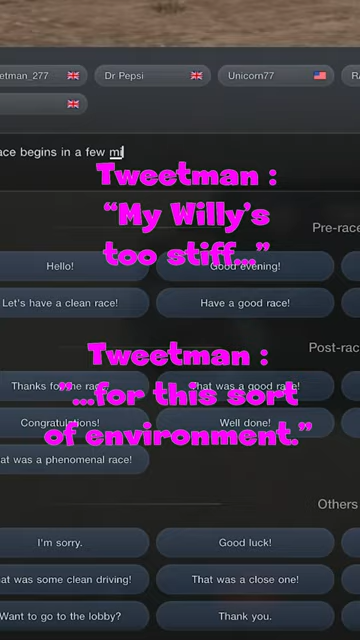 etman_277 Dr Pepsi Unicorn77
ace begins in a few mi
Tweetman :
“My Willy’s
too stiff...”
Pre-race
Hello! Good evening!
Let's have a clean race! Have a good race!
Tweetman :
Post-race
"...for this sort
of environment.”
Thanks for the race! That was a good race!
Congratulations! Well done!
at was a phenomenal race!
Others
I'm sorry. Good luck!
at was some clean driving! That was a close one!
Want to go to the lobby? Thank you.